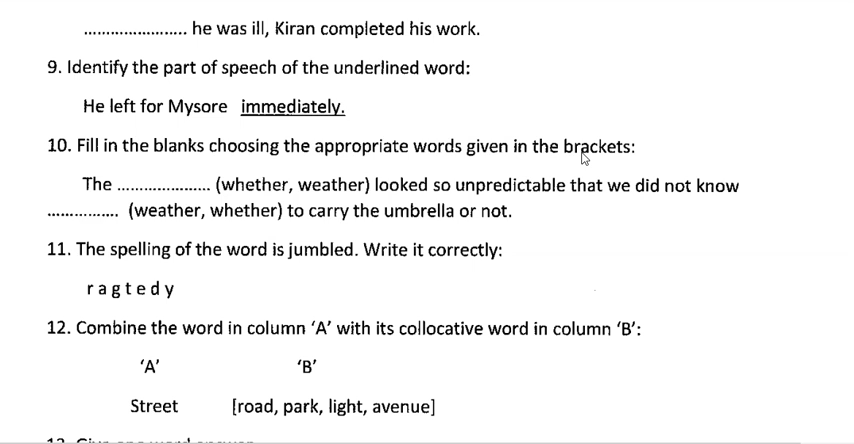 ....................... he was ill, Kiran completed his work.
9. Identify the part of speech of the underlined word:
He left for Mysore immediately.
10. Fill in the blanks choosing the appropriate words given in the brackets:
The ..................... (whether, weather) looked so unpredictable that we did not know
................ (weather, whether) to carry the umbrella or not.
11. The spelling of the word is jumbled. Write it correctly:
r a g t e d y
12. Combine the word in column ‘A’ with its collocative word in column ‘B’:
‘A’ ‘B’
Street [road, park, light, avenue]